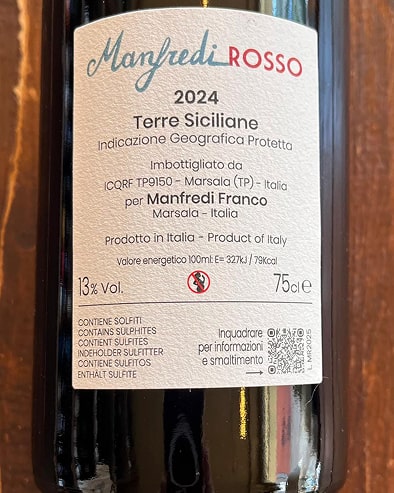 Manfredi ROSSO
2024
Terre Siciliane
Indicazione Geografica Protetta
Imbottigliato da
ICQRF TP9150 - Marsala (TP) - Italia
per Manfredi Franco
Marsala - Italia
Prodotto in Italia - Product of Italy
Valore energetico 100ml: E= 327kJ / 79Kcal
13% Vol.
75cl e
CONTIENE SOLFITI
CONTAINS SULPHITES
CONTIENT SULFITES
INDEHOLDER SULFITTER
CONTIENE SULFITOS
ENTHÄLT SULFITE
Inquadrare
per informazioni
e smaltimento
L. MR2025